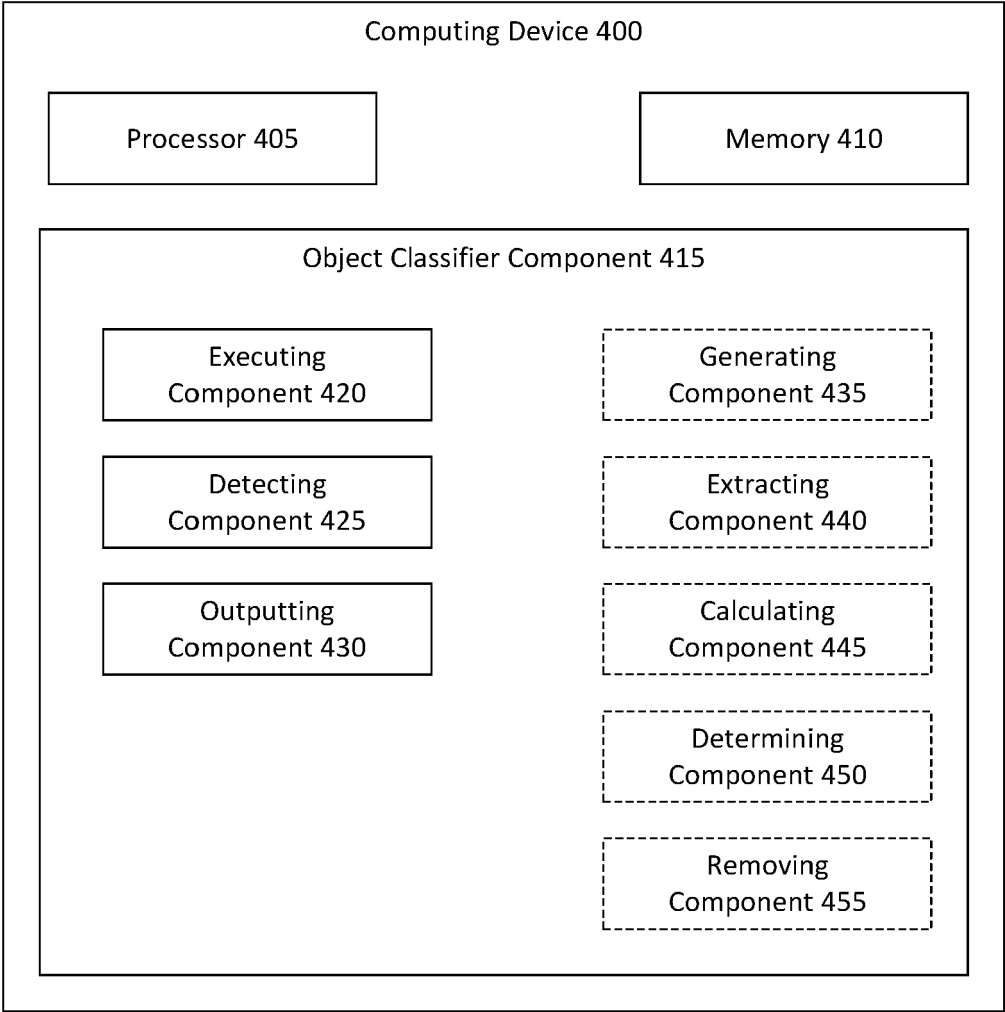 Computing Device 400
Processor 405
Memory 410
Object Classifier Component 415
Executing
Component 420
Detecting
Component 425
Outputting
Component 430
Generating
Component 435
Extracting
Component 440
Calculating
Component 445
Determining
Component 450
Removing
Component 455